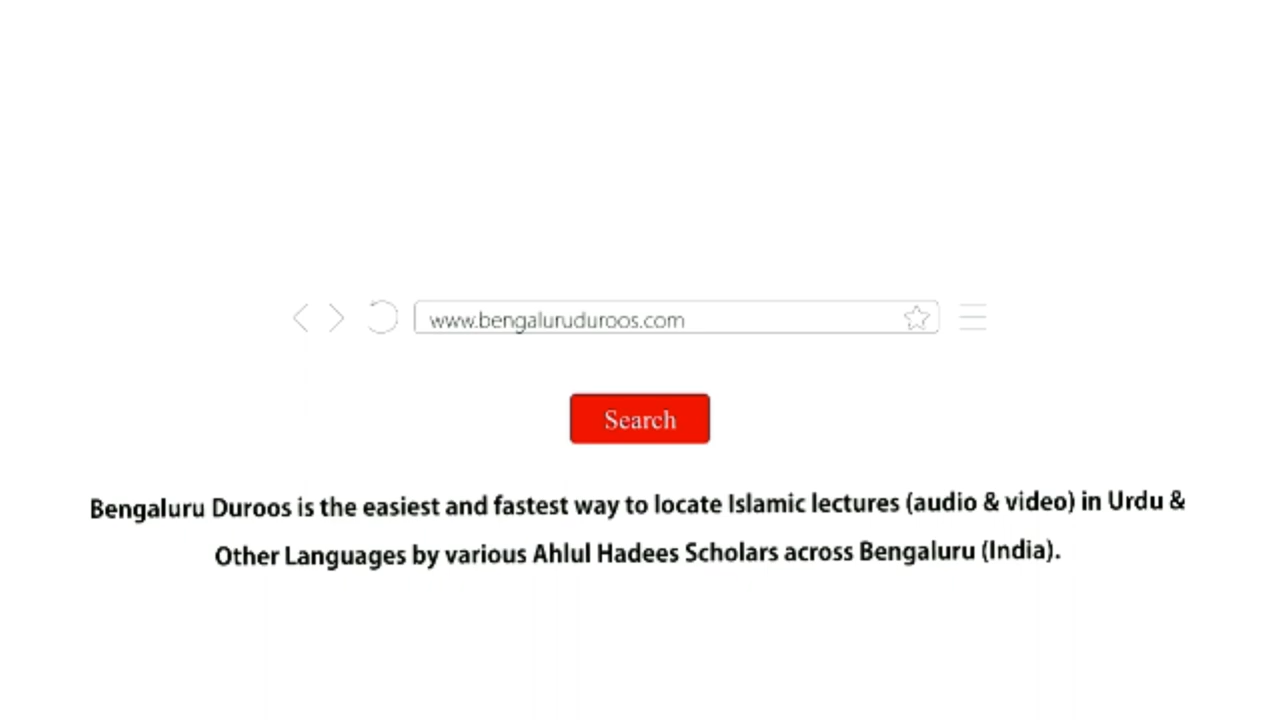 www.bengaluruduroos.com
Search
Bengaluru Duroos is the easiest and fastest way to locate Islamic lectures (audio & video) in Urdu &
Other Languages by various Ahlul Hadees Scholars across Bengaluru (India).